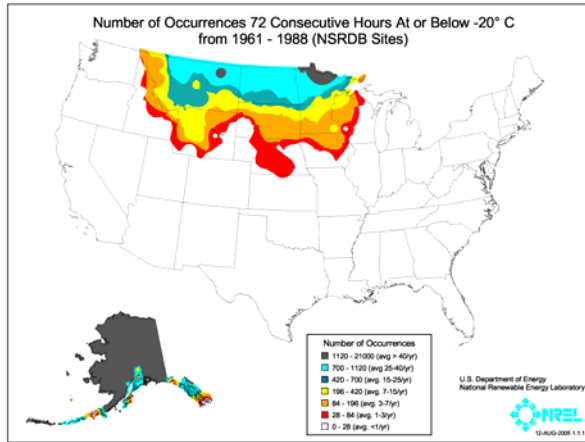 Number of Occurrences 72 Consecutive Hours At or Below -20° C
from 1961 - 1988 (NSRDB Sites)
Number of Occurrences
1120 - 21000 (avg > 40/yr)
700 - 1120 (avg 25-40/yr)
420 - 700 (avg. 15-25/yr)
196 - 420 (avg. 7-15/yr)
84 - 196 (avg. 3-7/yr)
28 - 84 (avg. 1-3/yr)
0 - 28 (avg. <1/yr)
U.S. Department of Energy
National Renewable Energy Laboratory
NREL
12-AUG-2005 1.1.1